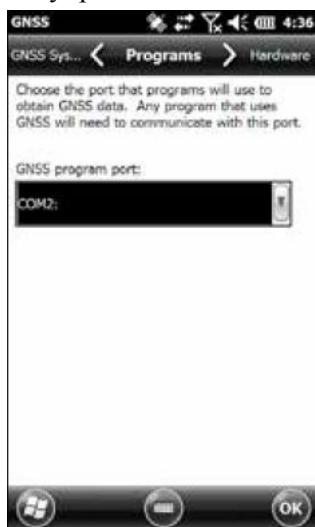 GNSS 4:36
GNSS Sys... Programs Hardware
Choose the port that programs will use to
obtain GNSS data. Any program that uses
GNSS will need to communicate with this port.
GNSS program port:
COM2:
OK